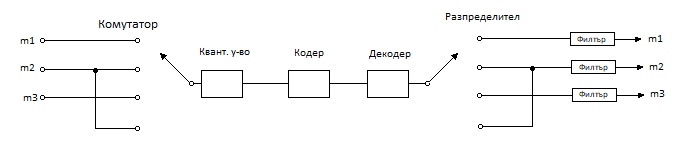 Комутатор
Разпределител
m1
m2
m3
Квант. у-во
Кодер
Декодер
Филтър
m1
Филтър
m2
Филтър
m3